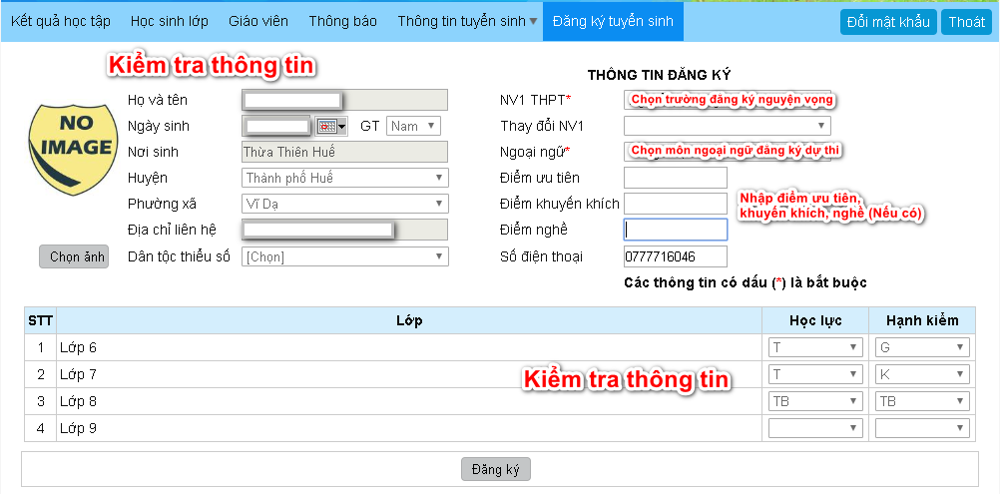 Kết quả học tập Học sinh lớp Giáo viên Thông báo Thông tin tuyển sinh Đăng ký tuyển sinh Đổi mật khẩu Thoát
Kiểm tra thông tin
THÔNG TIN ĐĂNG KÝ
NO
IMAGE
Chọn ảnh
Họ và tên
Ngày sinh GT Nam
Nơi sinh Thừa Thiên Huế
Huyện Thành phố Huế
Phường xã Vĩ Dạ
Địa chỉ liên hệ
Dân tộc thiểu số [Chọn]
NV1 THPT* Chọn trường đăng ký nguyện vọng
Thay đổi NV1
Ngoại ngữ* Chọn môn ngoại ngữ đăng ký dự thi
Điểm ưu tiên
Điểm khuyến khích
Điểm nghề
Nhập điểm ưu tiên,
khuyến khích, nghề (Nếu có)
Số điện thoại 0777716046
Các thông tin có dấu (*) là bắt buộc
STT Lớp Học lực Hạnh kiểm
1 Lớp 6 T G
2 Lớp 7 T K
3 Lớp 8 TB TB
4 Lớp 9
Kiểm tra thông tin
Đăng ký